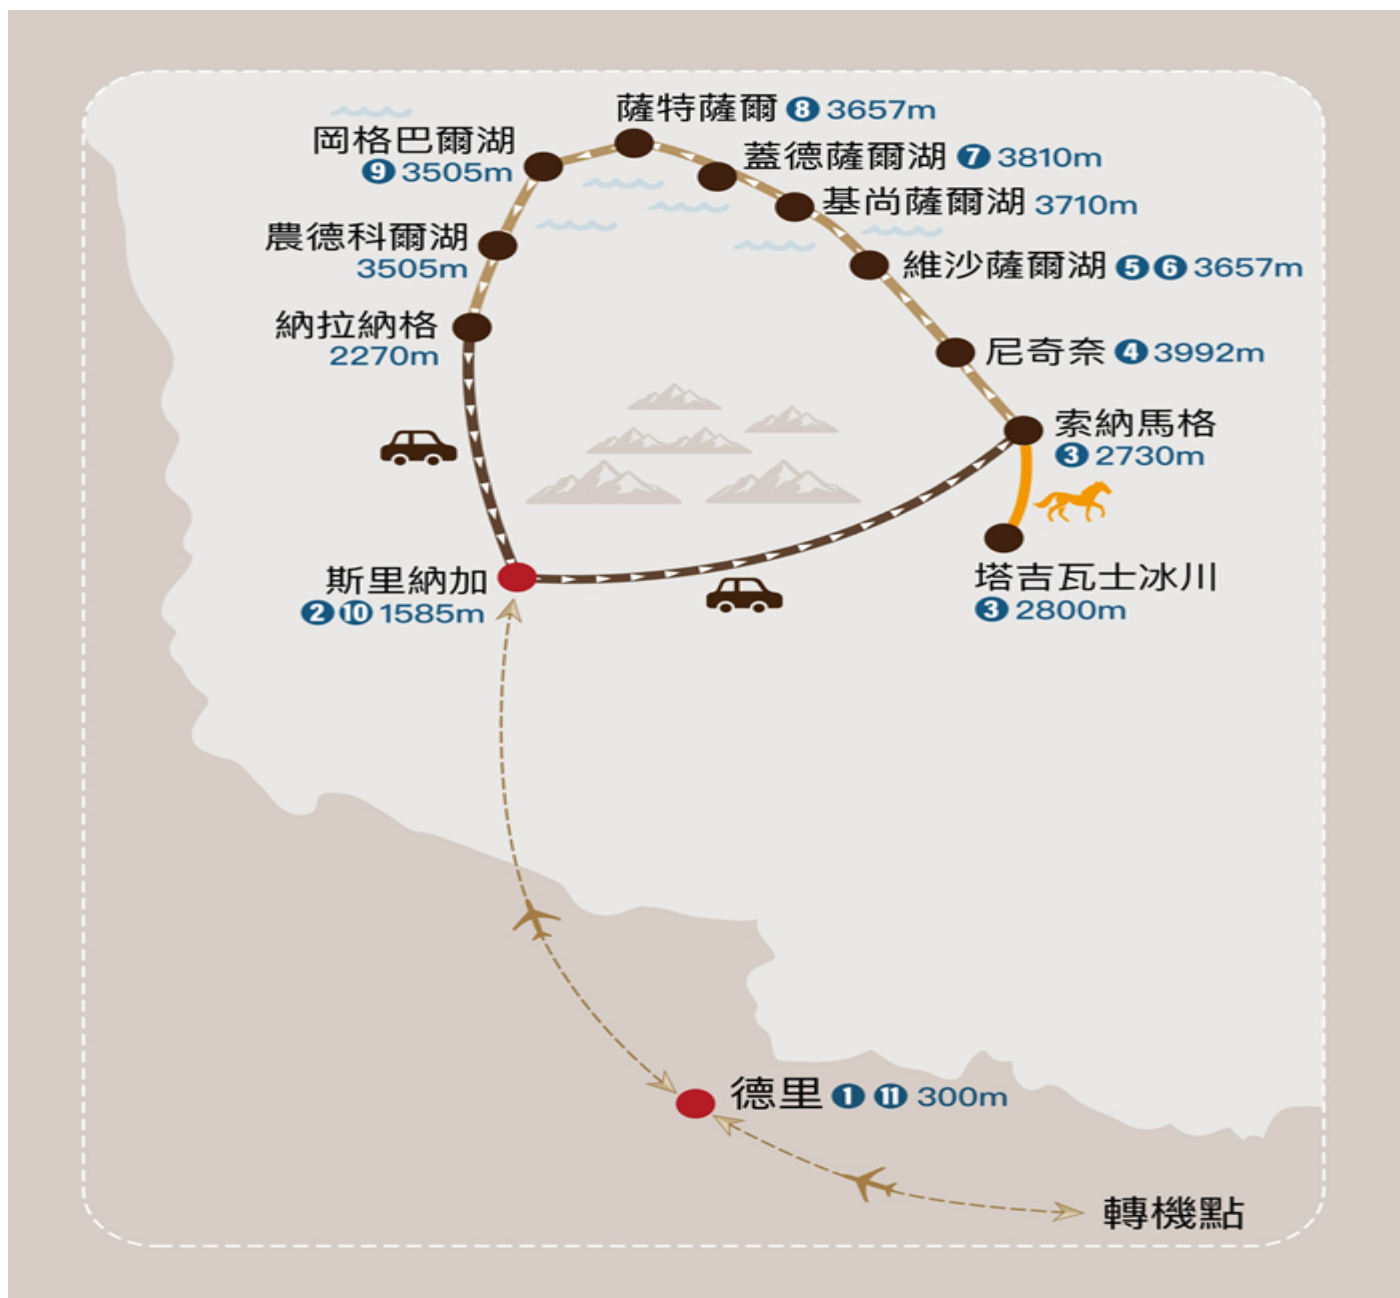 薩特薩爾 8 3657m
岡格巴爾湖
9 3505m
蓋德薩爾湖 7 3810m
基尚薩爾湖 3710m
農德科爾湖
3505m
維沙薩爾湖 5 6 3657m
納拉納格
2270m
尼奇奈 4 3992m
索納馬格
3 2730m
斯里納加
2 10 1585m
塔吉瓦士冰川
3 2800m
德里 1 11 300m
轉機點